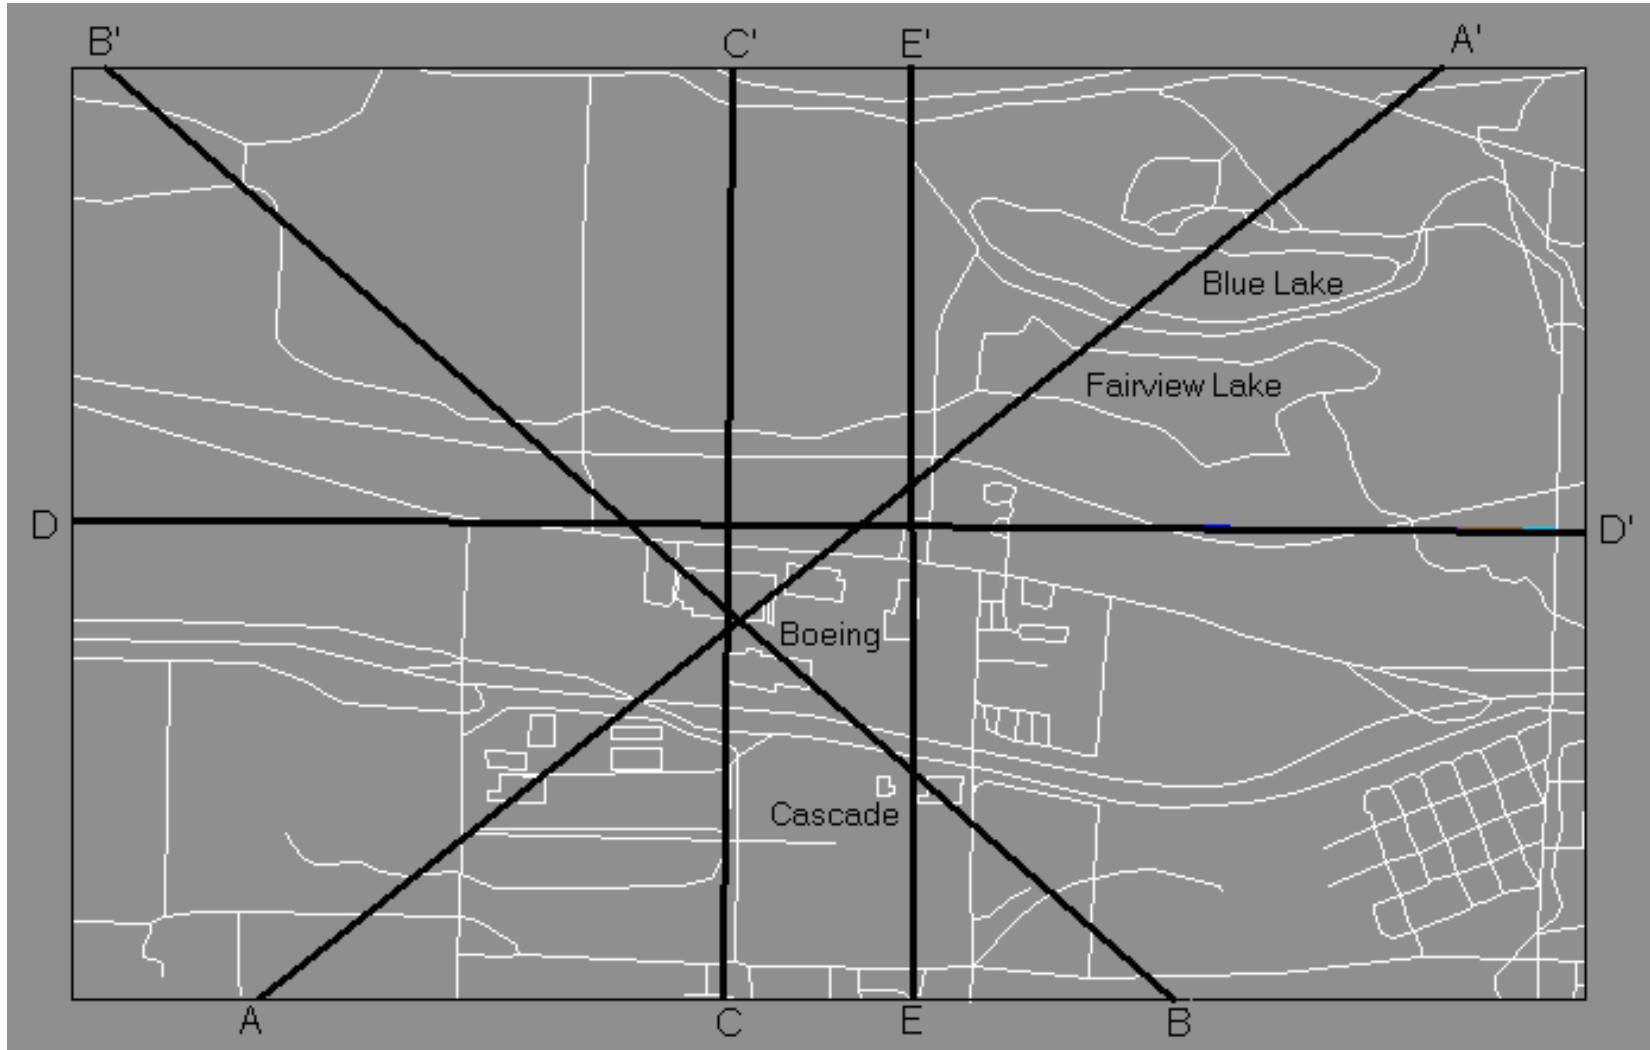 B'
C'
E'
A'
Blue Lake
Fairview Lake
D
D'
Boeing
Cascade
A
C
E
B